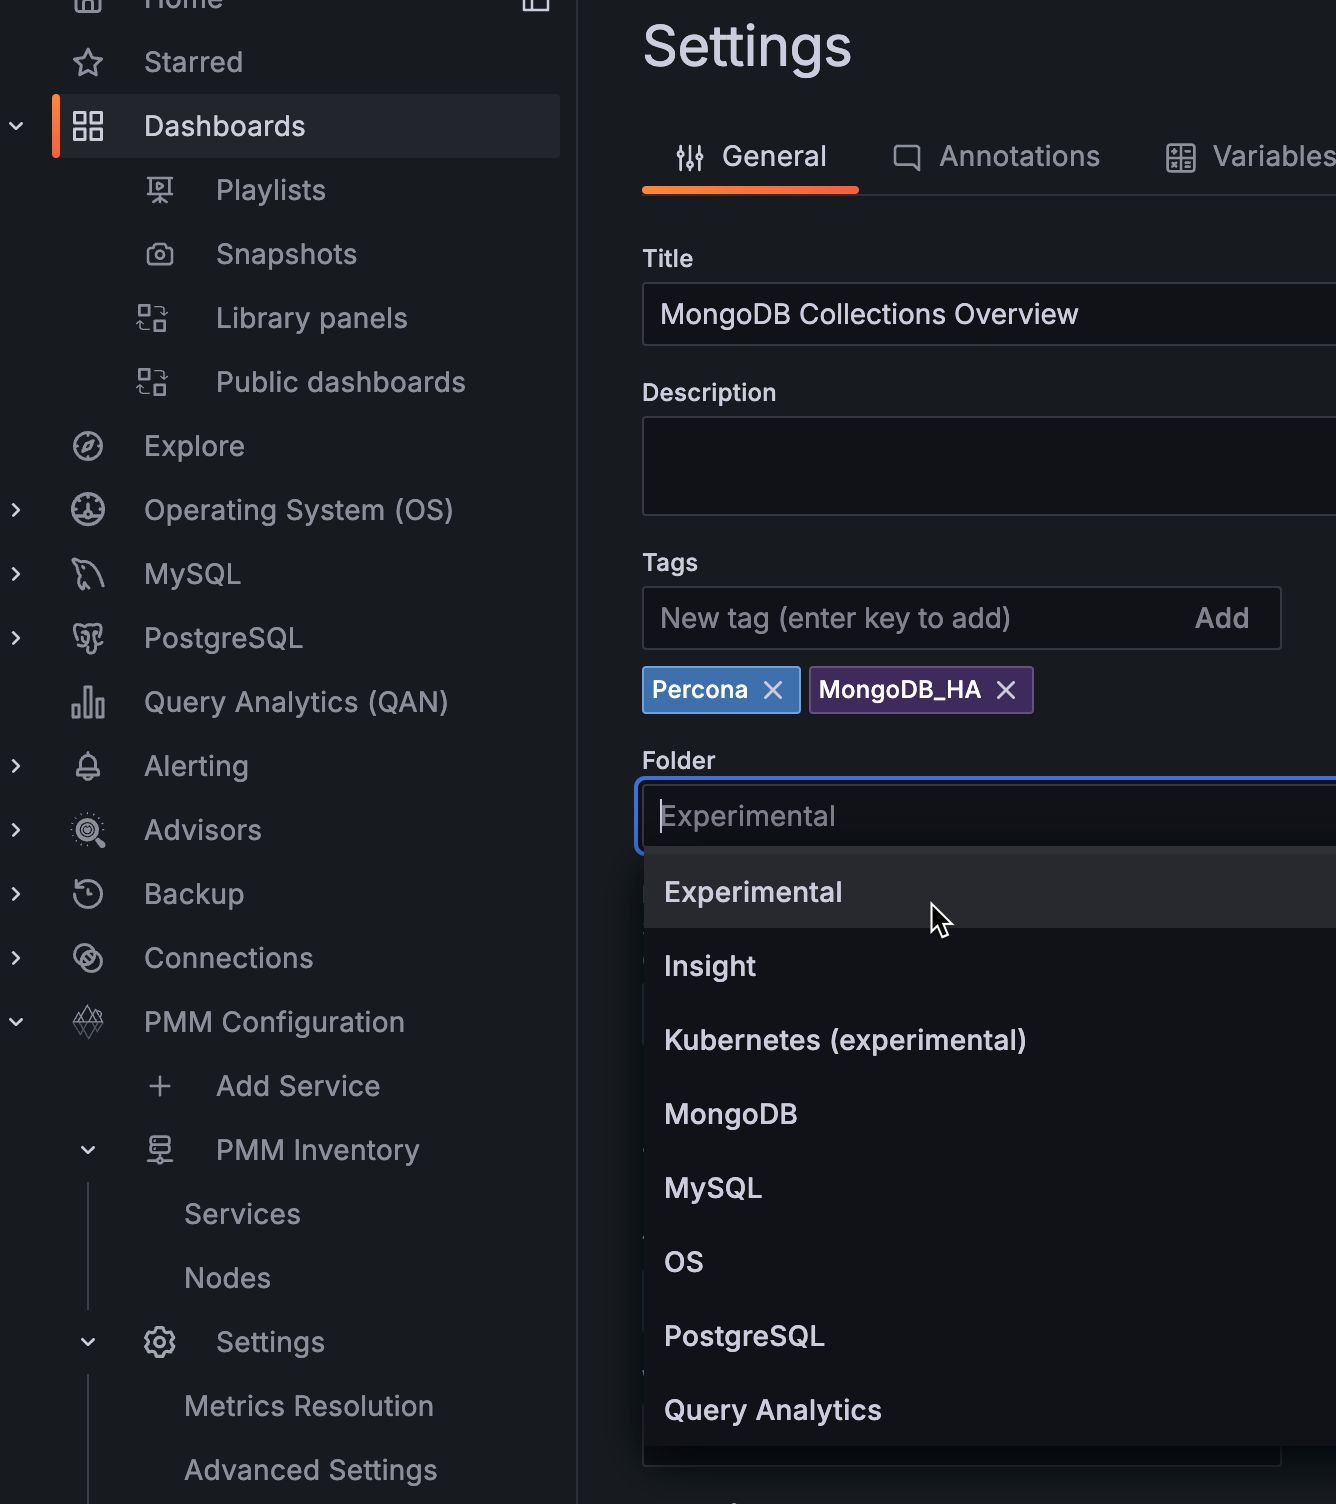 Home
Starred
Dashboards
Playlists
Snapshots
Library panels
Public dashboards
Explore
Operating System (OS)
MySQL
PostgreSQL
Query Analytics (QAN)
Alerting
Advisors
Backup
Connections
PMM Configuration
Add Service
PMM Inventory
Services
Nodes
Settings
Metrics Resolution
Advanced Settings
Settings
General
Annotations
Variables
Title
MongoDB Collections Overview
Description
Tags
New tag (enter key to add)
Add
Percona
MongoDB_HA
Folder
Experimental
Experimental
Insight
Kubernetes (experimental)
MongoDB
MySQL
OS
PostgreSQL
Query Analytics